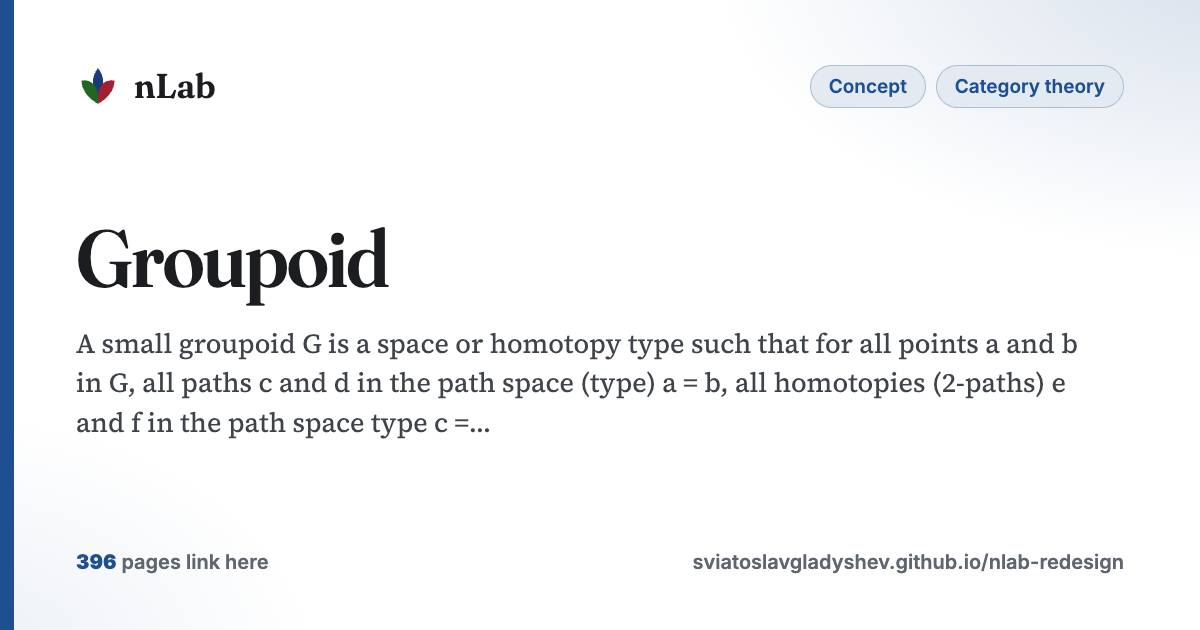 nLab
Concept
Category theory
Groupoid
A small groupoid G is a space or homotopy type such that for all points a and b
in G, all paths c and d in the path space (type) a = b, all homotopies (2-paths) e
and f in the path space type c =...
396 pages link here
sviatoslavgladyshev.github.io/nlab-redesign